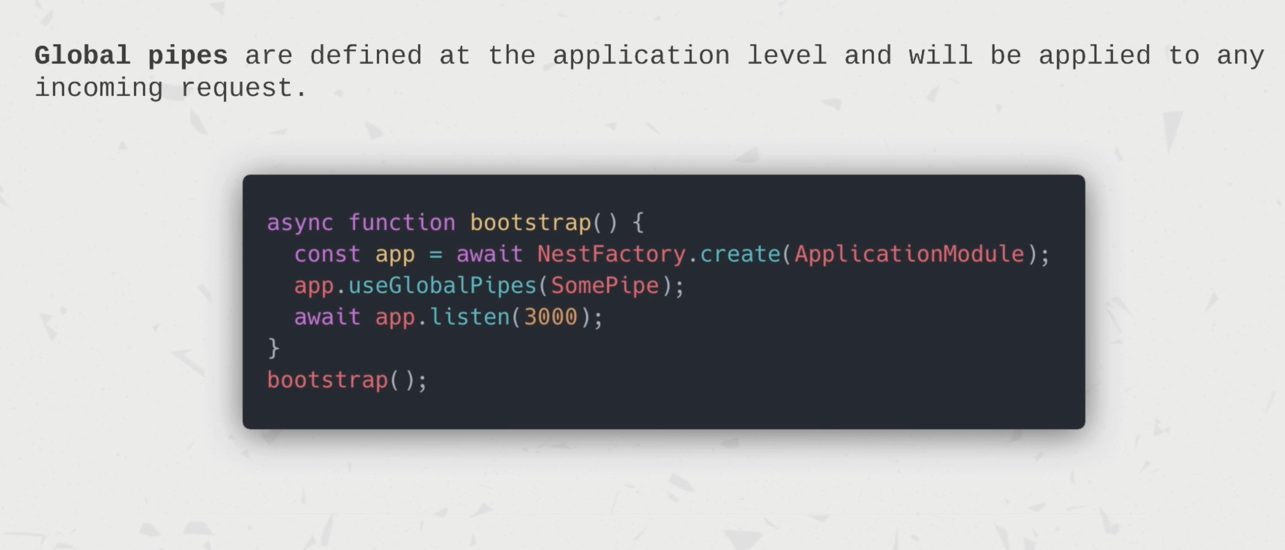 Global pipes are defined at the application level and will be applied to any
incoming request.
async function bootstrap() {
  const app = await NestFactory.create(ApplicationModule);
  app.useGlobalPipes(SomePipe);
  await app.listen(3000);
}
bootstrap();